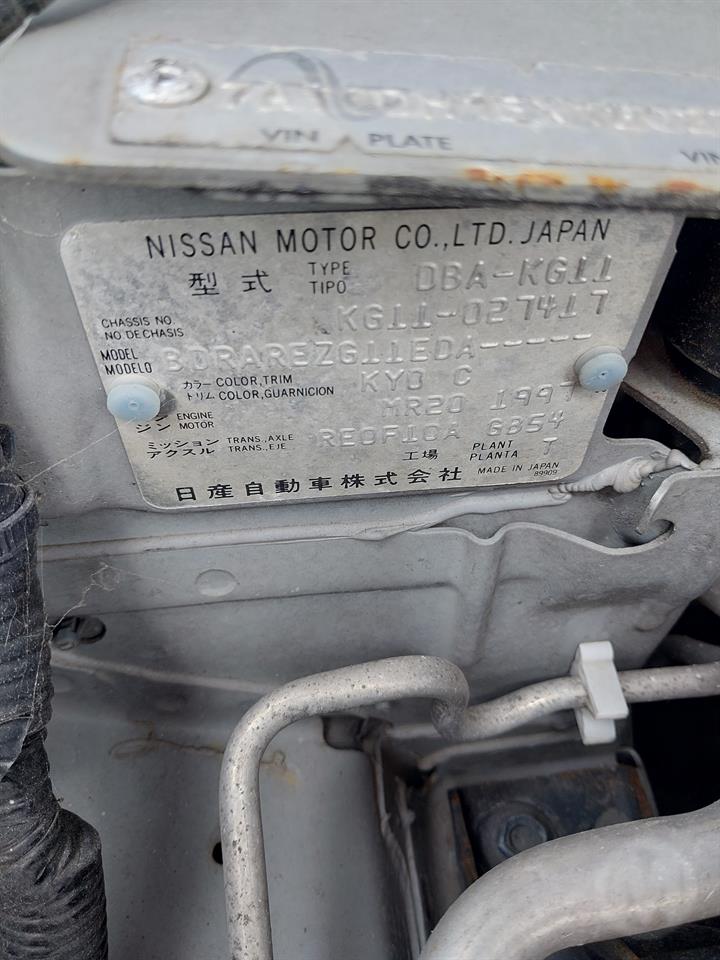 VIN PLATE
VIN
NISSAN MOTOR CO.,LTD. JAPAN
型式 TYPE TIPO DBA-KG11
CHASSIS NO. NO DE CHASIS KG11-027417
MODEL MODELO BDRAREZG11EDA-----
カラー COLOR,TRIM トリム COLOR,GUARNICION KY0 C
ENGINE ジン MOTOR MR20 1997
ミッション TRANS.,AXLE アクスル TRANS.,EJE RE0F10A GB54
工場 PLANT PLANTA T
日産自動車株式会社 MADE IN JAPAN
89909